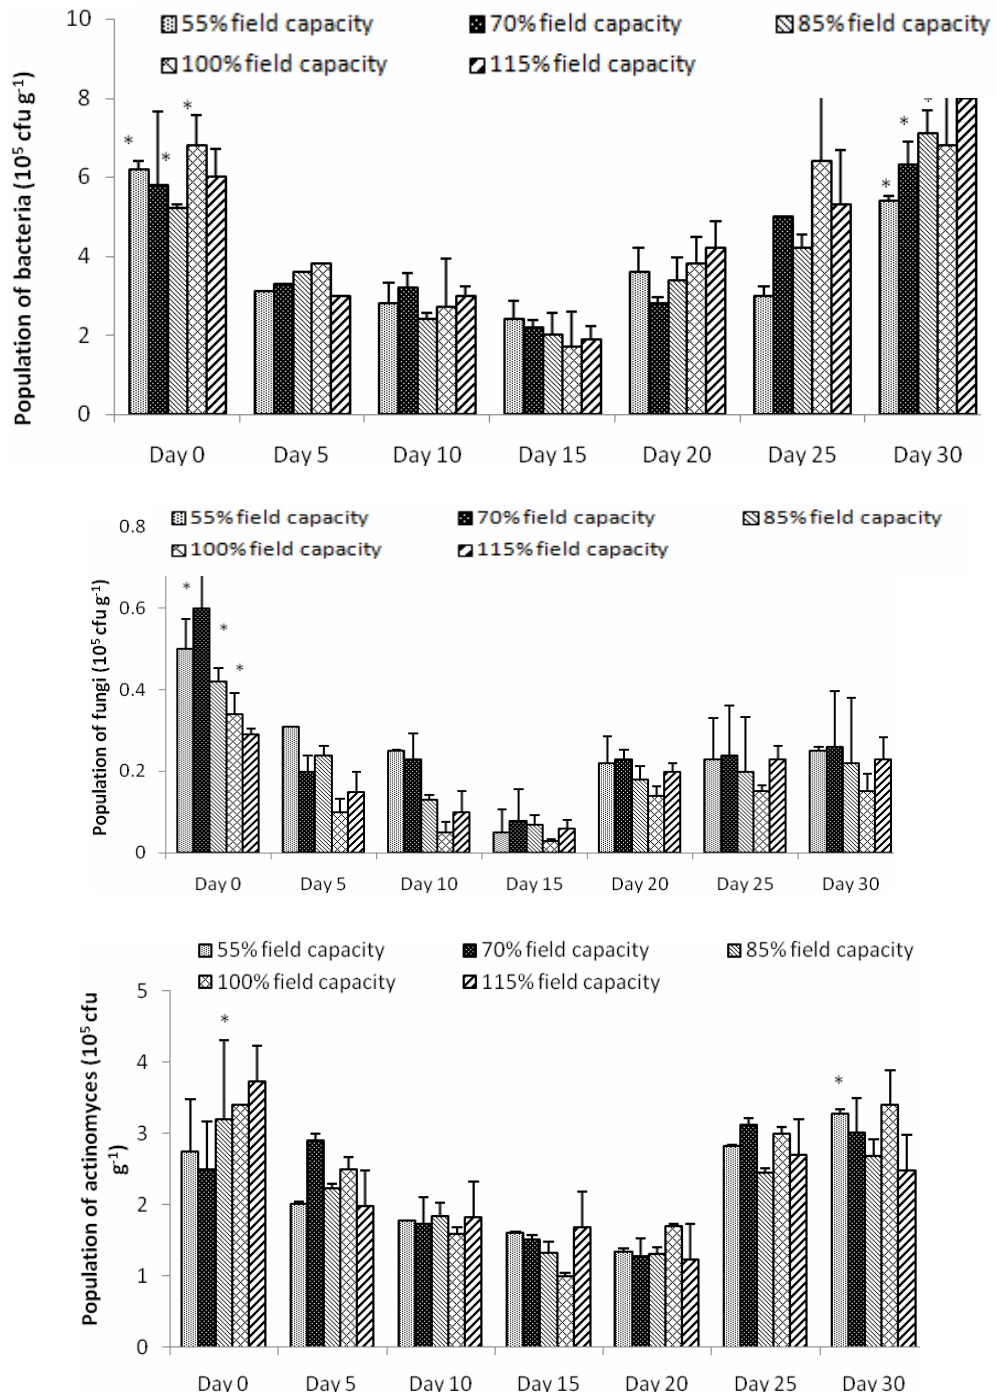 10
55% field capacity 70% field capacity 85% field capacity
100% field capacity 115% field capacity
8
6
4
2
0
Population of bacteria (10⁵ cfu g⁻¹)
* * * * * *
Day 0 Day 5 Day 10 Day 15 Day 20 Day 25 Day 30
55% field capacity 70% field capacity 85% field capacity
100% field capacity 115% field capacity
0.8
0.6
0.4
0.2
0
Population of fungi (10⁵ cfu g⁻¹)
* * *
Day 0 Day 5 Day 10 Day 15 Day 20 Day 25 Day 30
55% field capacity 70% field capacity 85% field capacity
100% field capacity 115% field capacity
5
4
3
2
1
0
Population of actinomyces (10⁵ cfu
g⁻¹)
* *
Day 0 Day 5 Day 10 Day 15 Day 20 Day 25 Day 30